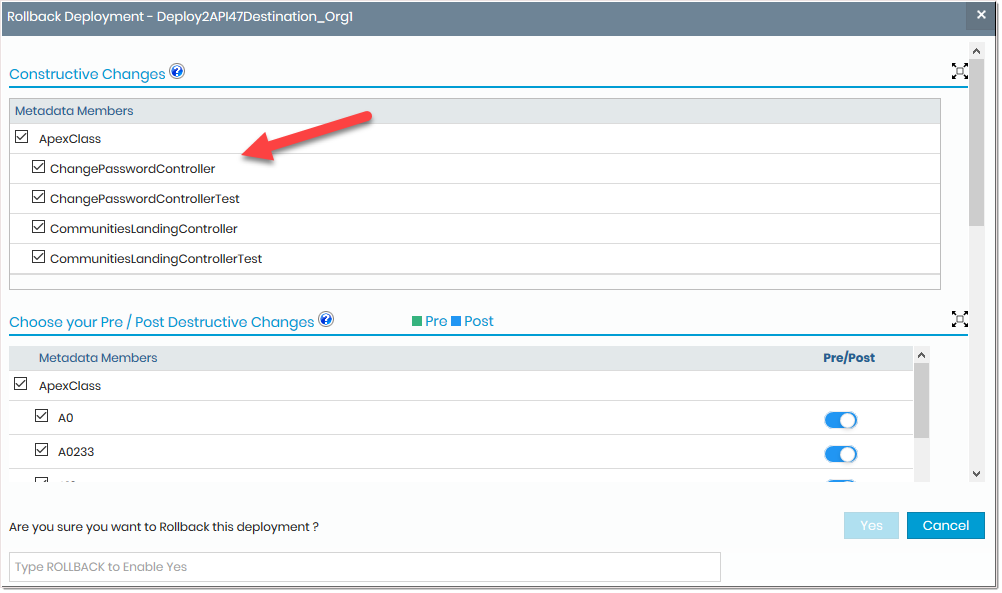 Rollback Deployment - Deploy2API47Destination_Org1
Constructive Changes
Metadata Members
ApexClass
ChangePasswordController
ChangePasswordControllerTest
CommunitiesLandingController
CommunitiesLandingControllerTest
Choose your Pre / Post Destructive Changes Pre Post
Metadata Members Pre/Post
ApexClass
A0
A0233
Are you sure you want to Rollback this deployment ?
Yes Cancel
Type ROLLBACK to Enable Yes